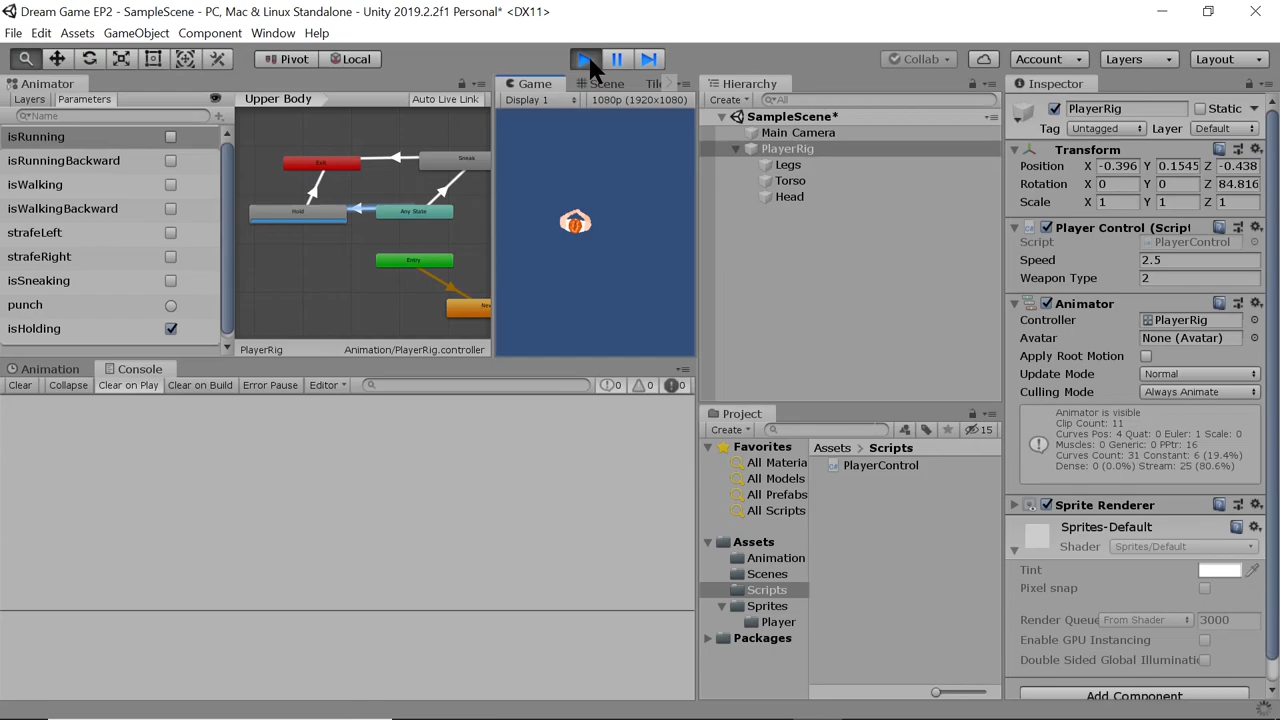 Dream Game EP2 - SampleScene - PC, Mac & Linux Standalone - Unity 2019.2.2f1 Personal* <DX11>
File Edit Assets GameObject Component Window Help
Pivot Local Collab Account Layers Layout
Animator
Layers Parameters
Upper Body
Auto Live Link
Name
isRunning
isRunningBackward
isWalking
isWalkingBackward
strafeLeft
strafeRight
isSneaking
punch
isHolding
Exit
Sneak
Hold
Any State
Entry
PlayerRig
Animation/PlayerRig.controller
Game Scene
Display 1 1080p (1920x1080)
Animation Console
Clear Collapse Clear on Play Clear on Build Error Pause Editor
0 0 0
Hierarchy
Create All
SampleScene*
Main Camera
PlayerRig
Legs
Torso
Head
Project
Create
15
Favorites
All Materia
All Models
All Prefabs
All Scripts
Assets
Animation
Scenes
Scripts
Sprites
Player
Packages
Assets Scripts
PlayerControl
Inspector
PlayerRig Static
Tag Untagged Layer Default
Transform
Position X -0.396 Y 0.1545 Z -0.438
Rotation X 0 Y 0 Z 84.816
Scale X 1 Y 1 Z 1
Player Control (Script
Script PlayerControl
Speed 2.5
Weapon Type 2
Animator
Controller PlayerRig
Avatar None (Avatar)
Apply Root Motion
Update Mode Normal
Culling Mode Always Animate
Animator is visible
Clip Count: 11
Curves Pos: 4 Quat: 0 Euler: 1 Scale: 0
Muscles: 0 Generic: 0 PPtr: 16
Curves Count: 31 Constant: 6 (19.4%)
Dense: 0 (0.0%) Stream: 25 (80.6%)
Sprite Renderer
Sprites-Default
Shader Sprites/Default
Tint
Pixel snap
Render Queue From Shader 3000
Enable GPU Instancing
Double Sided Global Illuminatio
Add Component